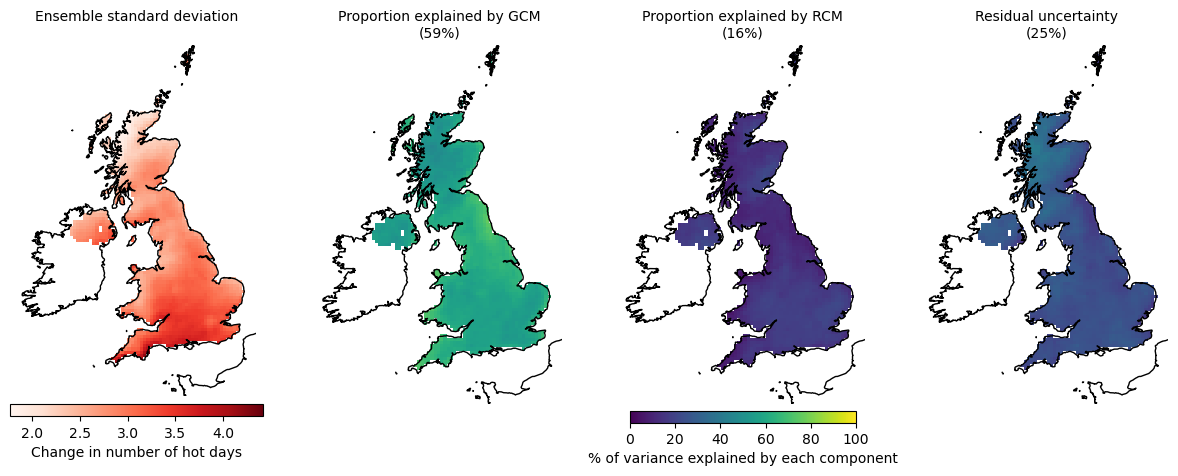 Ensemble standard deviation
Proportion explained by GCM
(59%)
Proportion explained by RCM
(16%)
Residual uncertainty
(25%)
2.0 2.5 3.0 3.5 4.0
Change in number of hot days
0 20 40 60 80 100
% of variance explained by each component